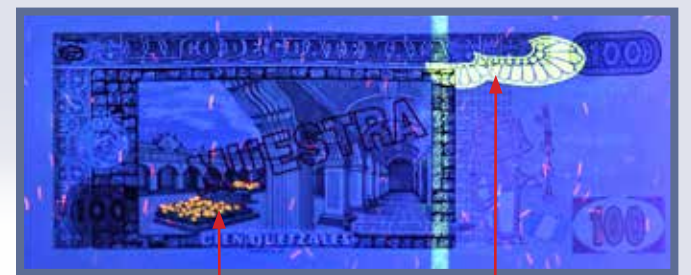 BANCO DE GUATEMALA
100
MUESTRA
100
CIEN QUETZALES
100